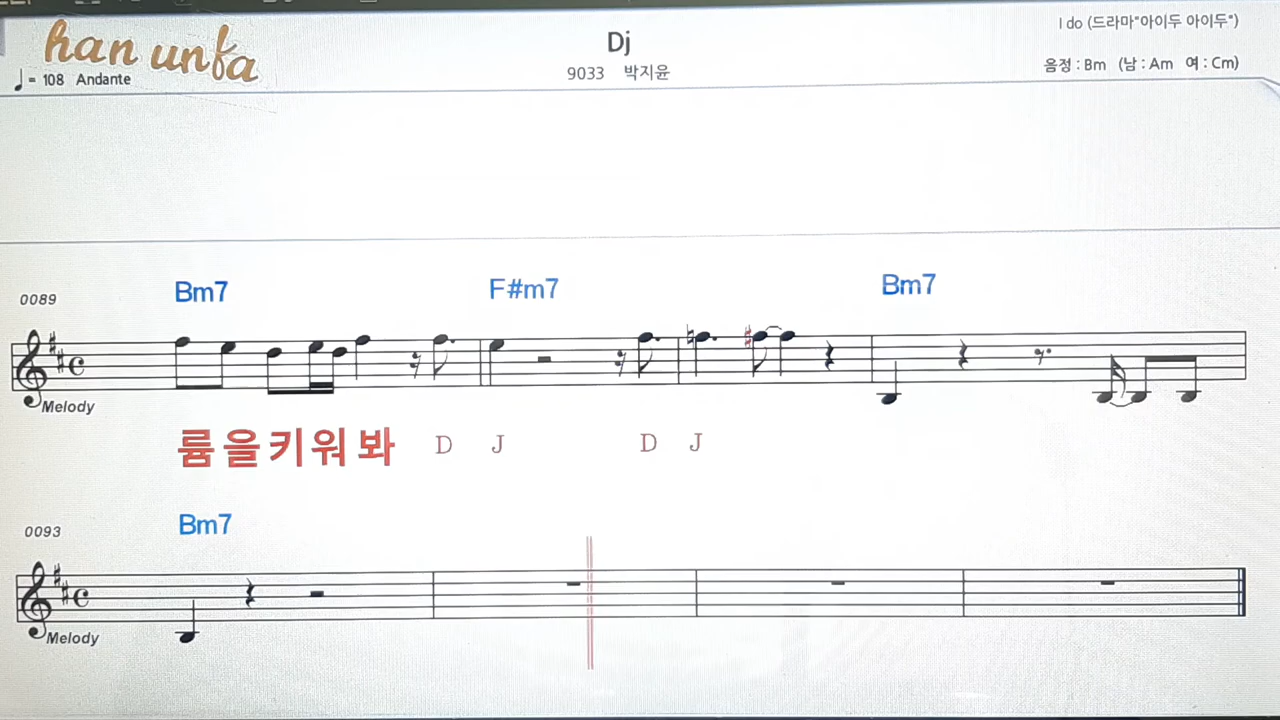 han unfa
Dj
I do (드라마"아이두 아이두")
♩= 108 Andante
9033 박지윤
음정 : Bm (남 : Am 여 : Cm)
0089
Bm7 F#m7 Bm7
Melody
륨을키워봐 D J D J
0093
Bm7
Melody